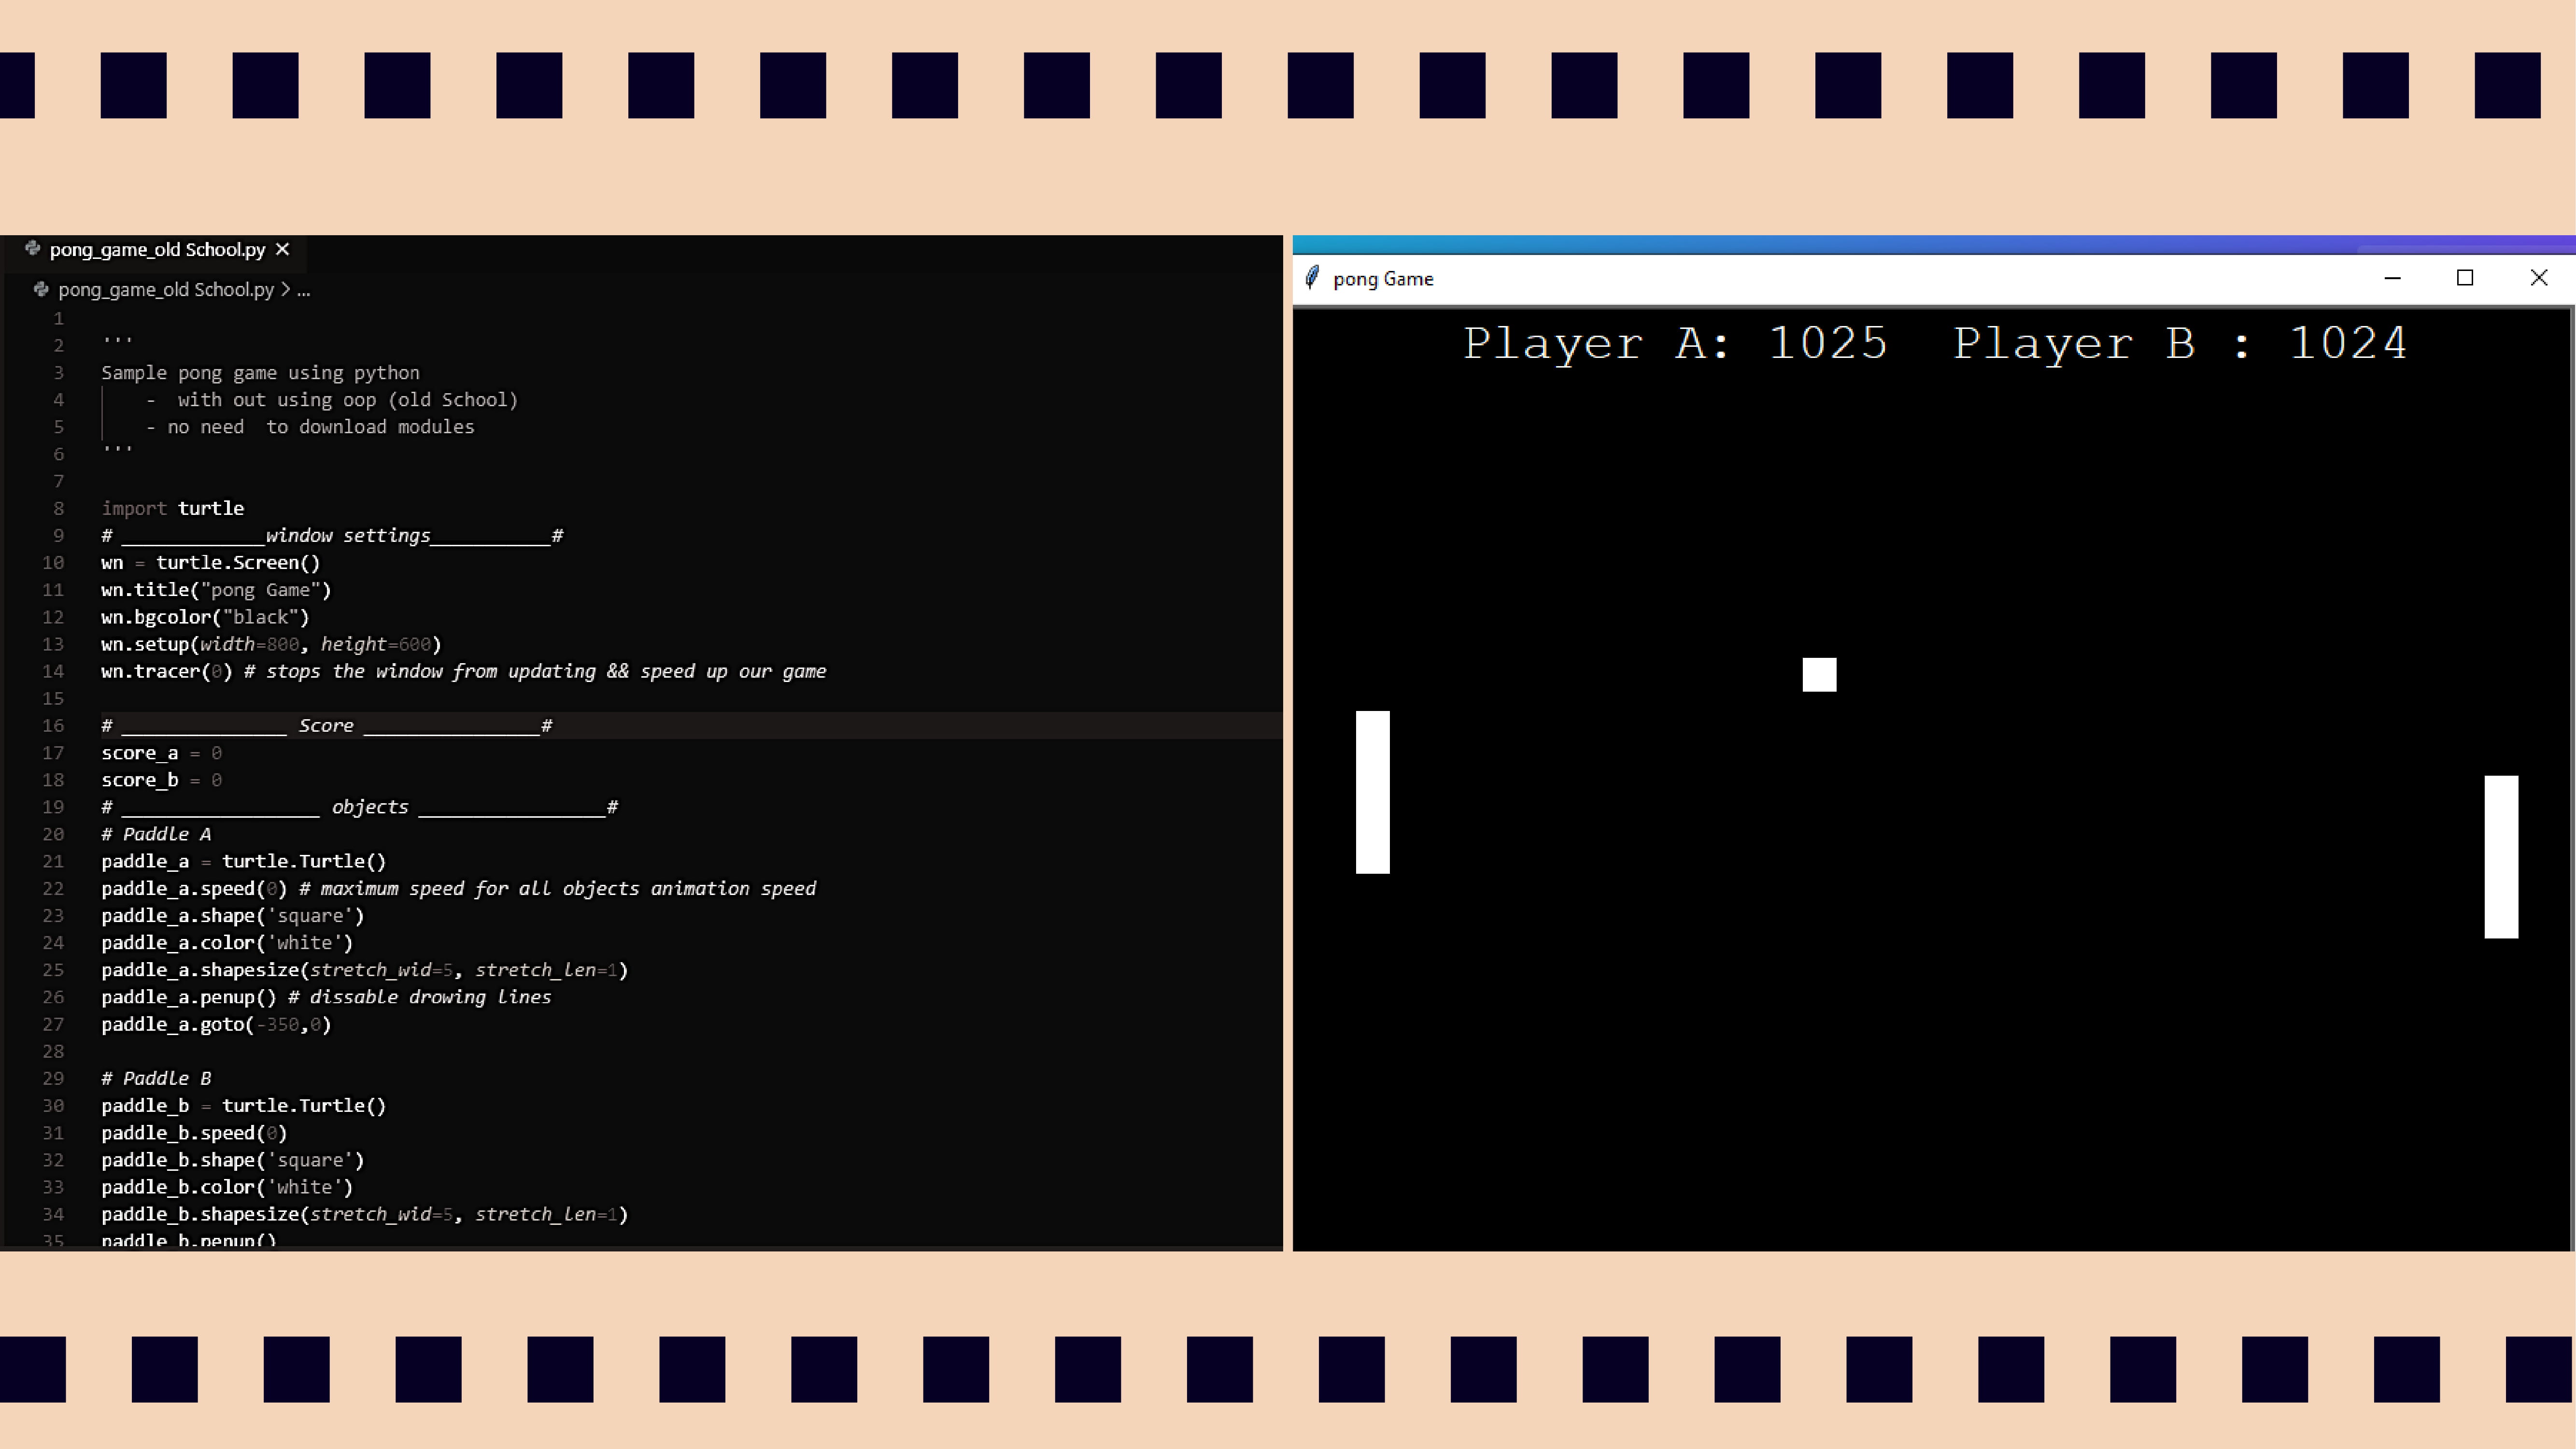 pong_game_old School.py
pong_game_old School.py > ...
1
2 '''
3 Sample pong game using python
4 - with out using oop (old School)
5 - no need to download modules
6 '''
7
8 import turtle
9 # _____________window settings___________#
10 wn = turtle.Screen()
11 wn.title("pong Game")
12 wn.bgcolor("black")
13 wn.setup(width=800, height=600)
14 wn.tracer(0) # stops the window from updating && speed up our game
15
16 # _______________ Score ________________#
17 score_a = 0
18 score_b = 0
19 # __________________ objects _________________#
20 # Paddle A
21 paddle_a = turtle.Turtle()
22 paddle_a.speed(0) # maximum speed for all objects animation speed
23 paddle_a.shape('square')
24 paddle_a.color('white')
25 paddle_a.shapesize(stretch_wid=5, stretch_len=1)
26 paddle_a.penup() # dissable drowing lines
27 paddle_a.goto(-350,0)
28
29 # Paddle B
30 paddle_b = turtle.Turtle()
31 paddle_b.speed(0)
32 paddle_b.shape('square')
33 paddle_b.color('white')
34 paddle_b.shapesize(stretch_wid=5, stretch_len=1)
35 paddle_b.penup()
pong Game
Player A: 1025 Player B : 1024